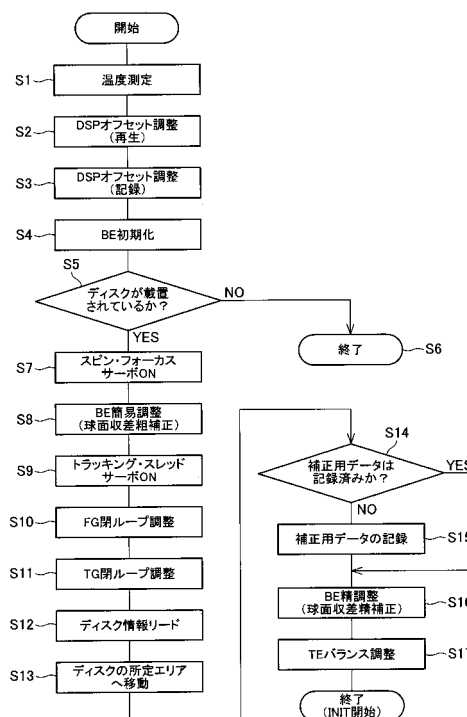 開始
S1
温度測定
S2
DSPオフセット調整
(再生)
S3
DSPオフセット調整
(記録)
S4
BE初期化
S5
ディスクが載置
されているか?
NO
YES
終了
S6
S7
スピン・フォーカス
サーボON
S8
BE簡易調整
(球面収差粗補正)
S9
トラッキング・スレッド
サーボON
S10
FG閉ループ調整
S11
TG閉ループ調整
S12
ディスク情報リード
S13
ディスクの所定エリア
へ移動
S14
補正用データは
記録済みか?
YES
NO
補正用データの記録
S15
BE精調整
(球面収差精補正)
S16
TEバランス調整
S17
終了
(INIT開始)